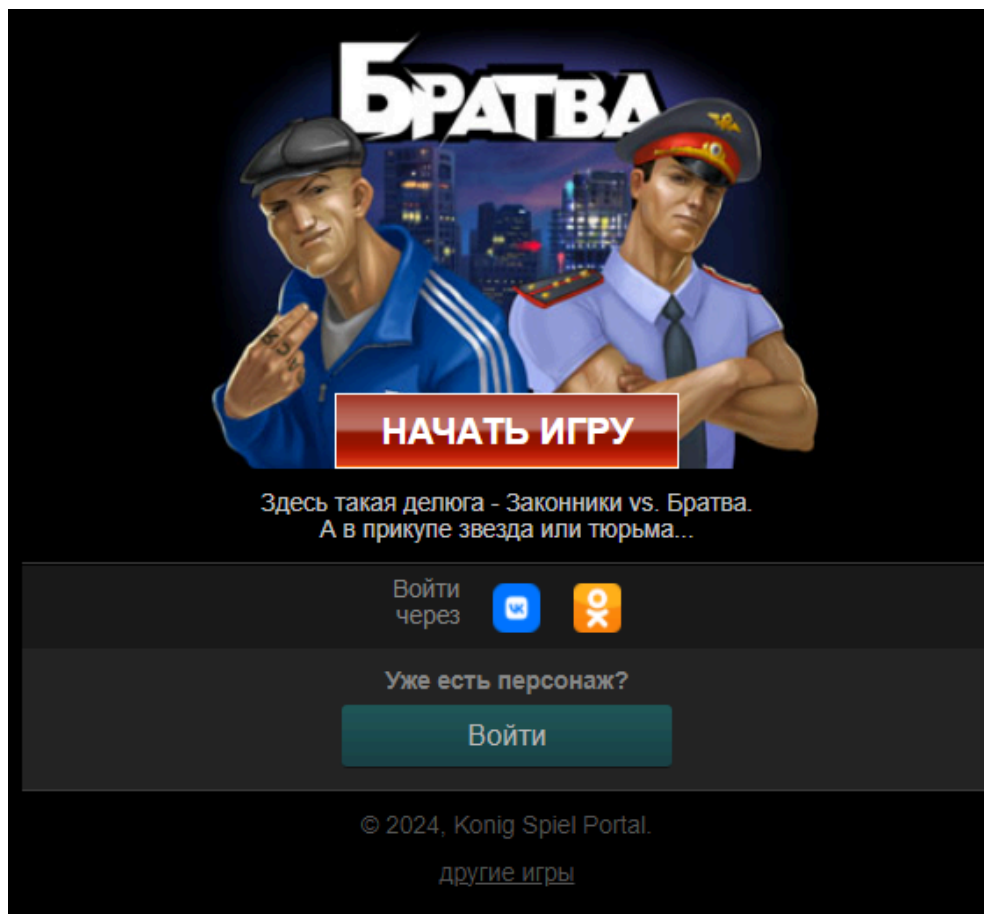 БРАТВА
НАЧАТЬ ИГРУ
Здесь такая делюга - Законники vs. Братва.
А в прикупе звезда или тюрьма...
Войти
через
Уже есть персонаж?
Войти
© 2024, Konig Spiel Portal.
другие игры